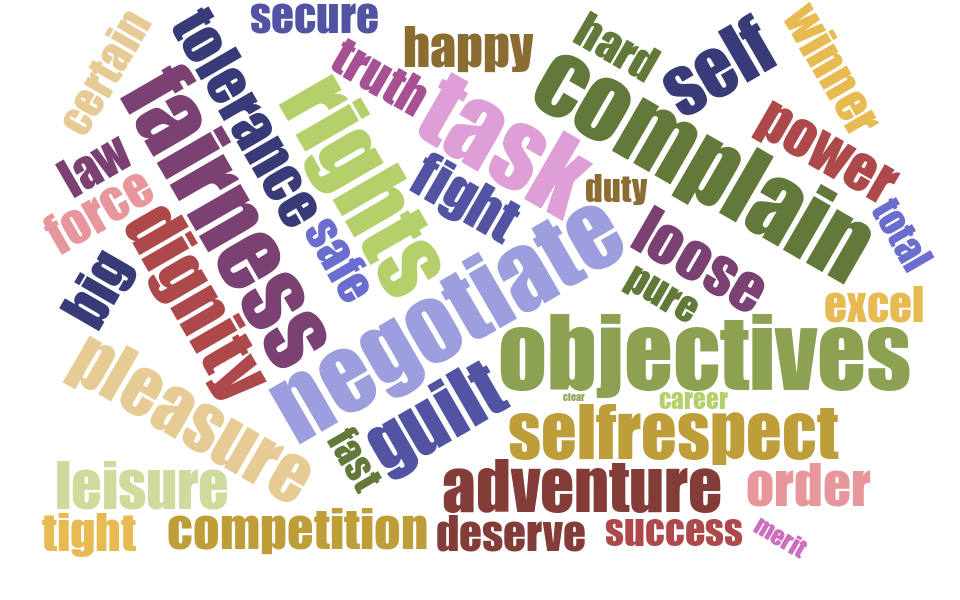 certain
tolerance
secure
truth
happy
hard
self
winner
fairness
rights
task
complain
power
law
force
dignity
safe
fight
duty
loose
total
big
negotiate
pure
excel
pleasure
guilt
objectives
clear
career
selfrespect
fast
leisure
adventure
order
tight
competition
deserve
success
merit